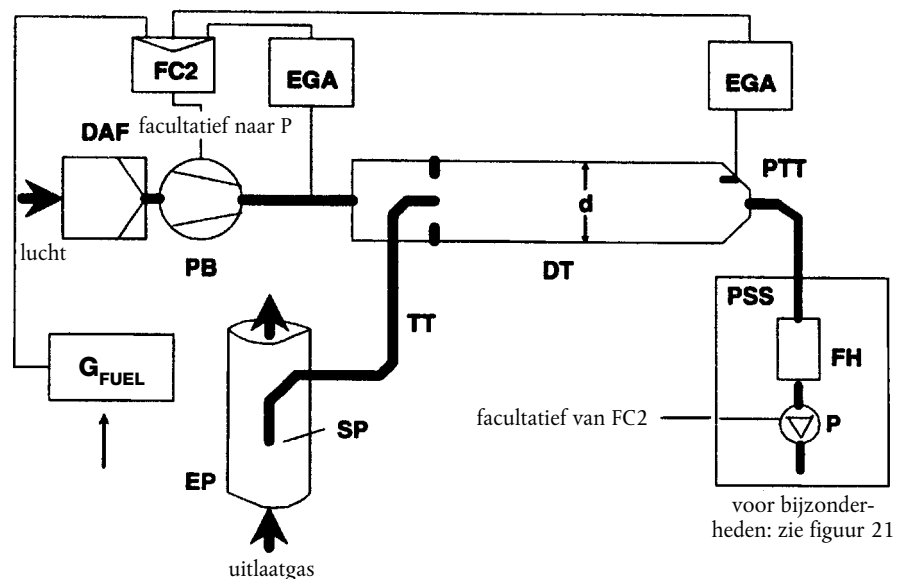 FC2
EGA
EGA
facultatief naar P
DAF
PTT
lucht
PB
d
DT
PSS
TT
FH
G FUEL
facultatief van FC2
P
SP
EP
voor bijzonder-
heden: zie figuur 21
uitlaatgas